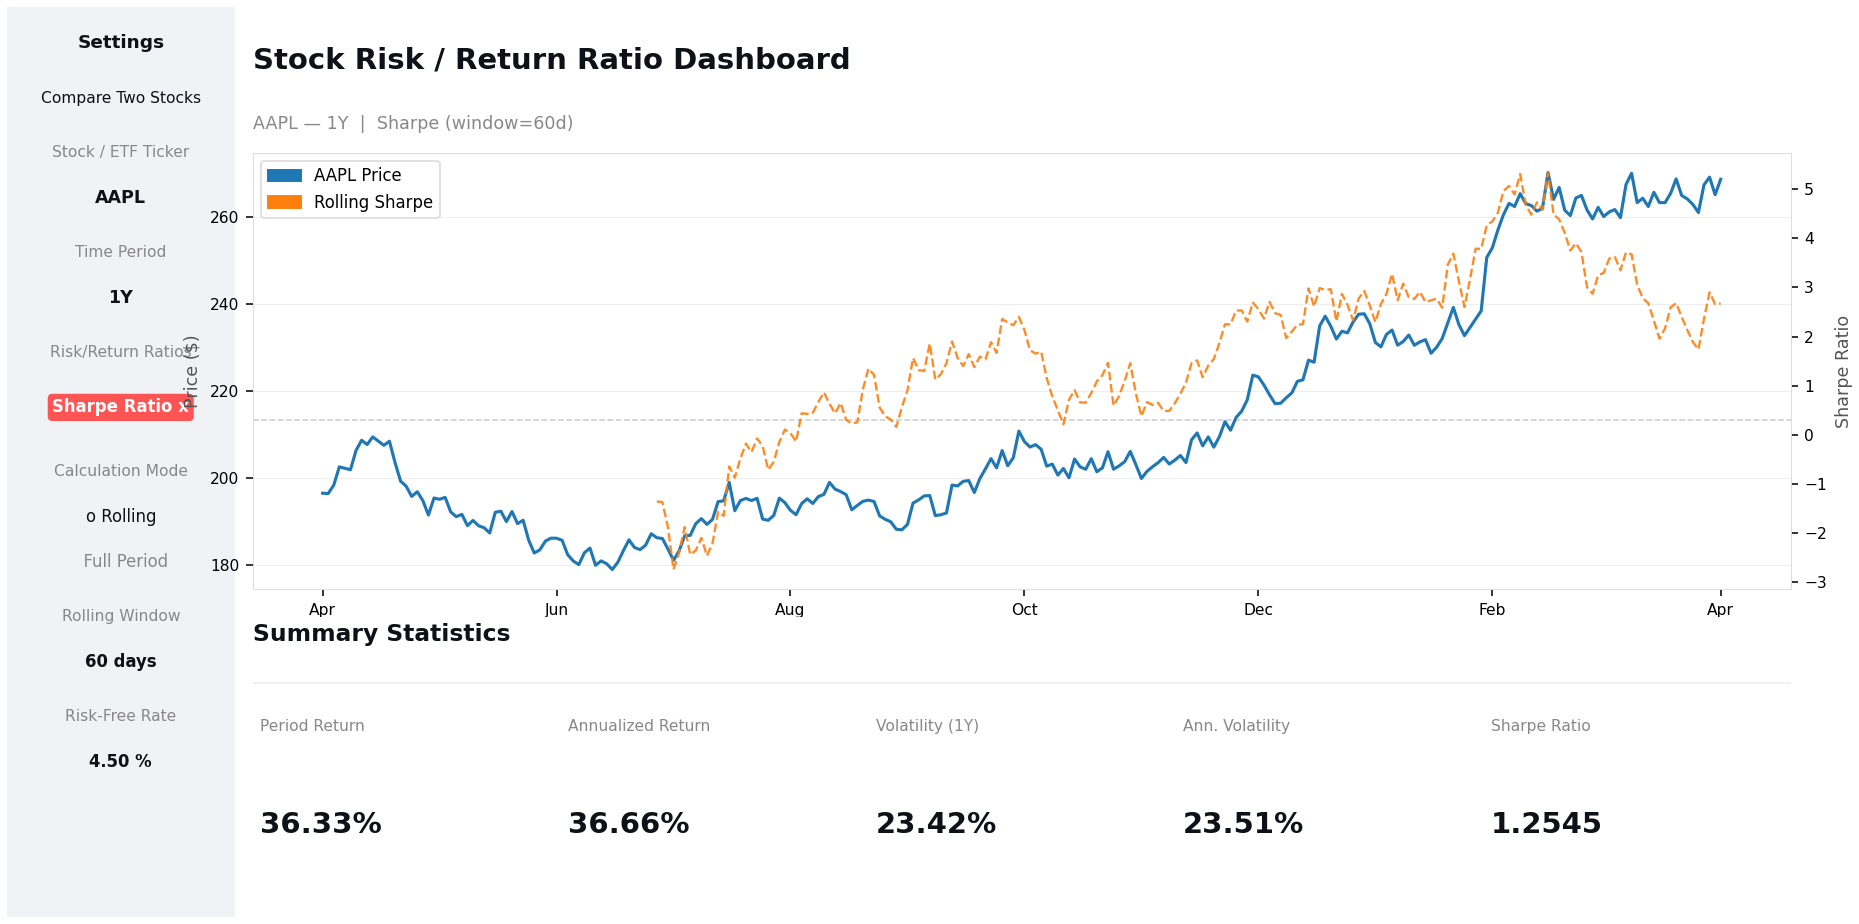 Settings
Compare Two Stocks
Stock / ETF Ticker
AAPL
Time Period
1Y
Risk/Return Ratios
Sharpe Ratio x
Calculation Mode
o Rolling
Full Period
Rolling Window
60 days
Risk-Free Rate
4.50 %
Stock Risk / Return Ratio Dashboard
AAPL — 1Y | Sharpe (window=60d)
AAPL Price
Rolling Sharpe
Price ($)
260
240
220
200
180
5
4
3
2
1
0
−1
−2
−3
Sharpe Ratio
Apr Jun Aug Oct Dec Feb Apr
Summary Statistics
Period Return Annualized Return Volatility (1Y) Ann. Volatility Sharpe Ratio
36.33% 36.66% 23.42% 23.51% 1.2545